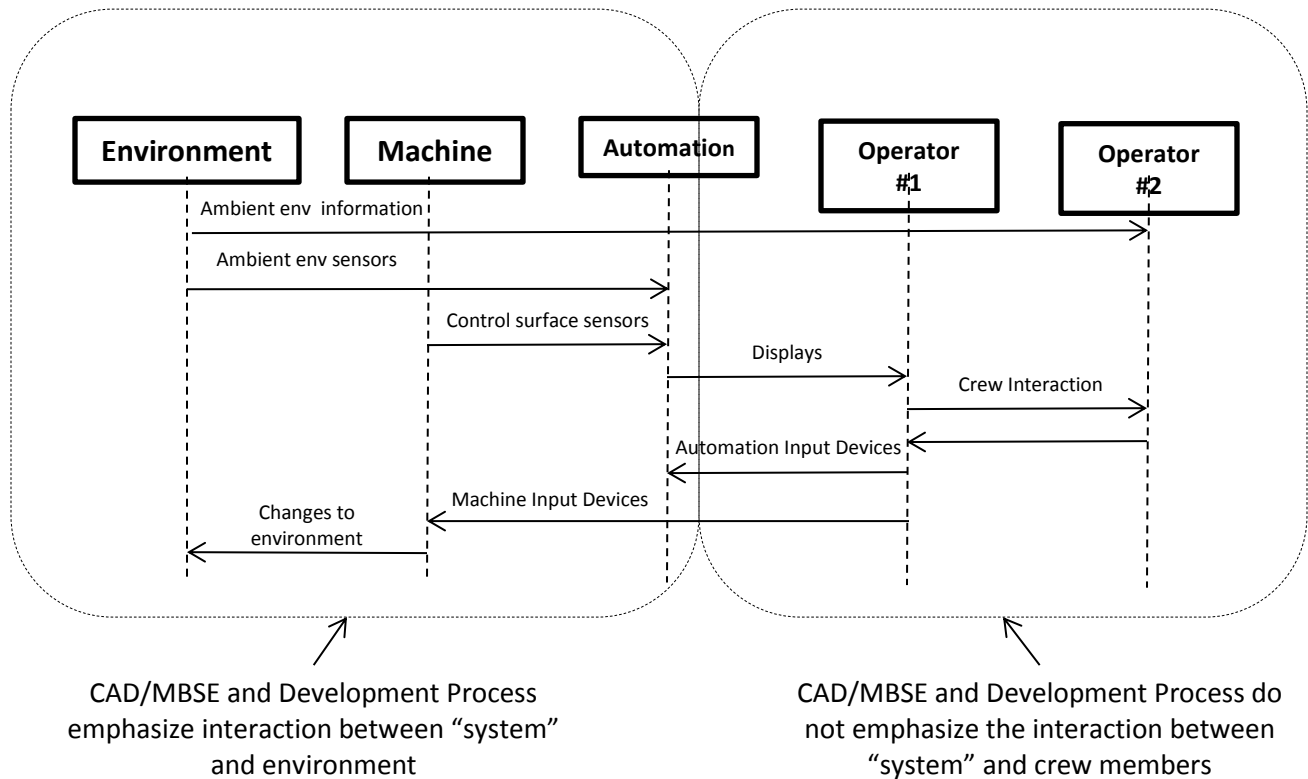 Environment
Machine
Automation
Operator
#1
Operator
#2
Ambient env information
Ambient env sensors
Control surface sensors
Displays
Crew Interaction
Automation Input Devices
Machine Input Devices
Changes to
environment
CAD/MBSE and Development Process
emphasize interaction between “system”
and environment
CAD/MBSE and Development Process do
not emphasize the interaction between
“system” and crew members